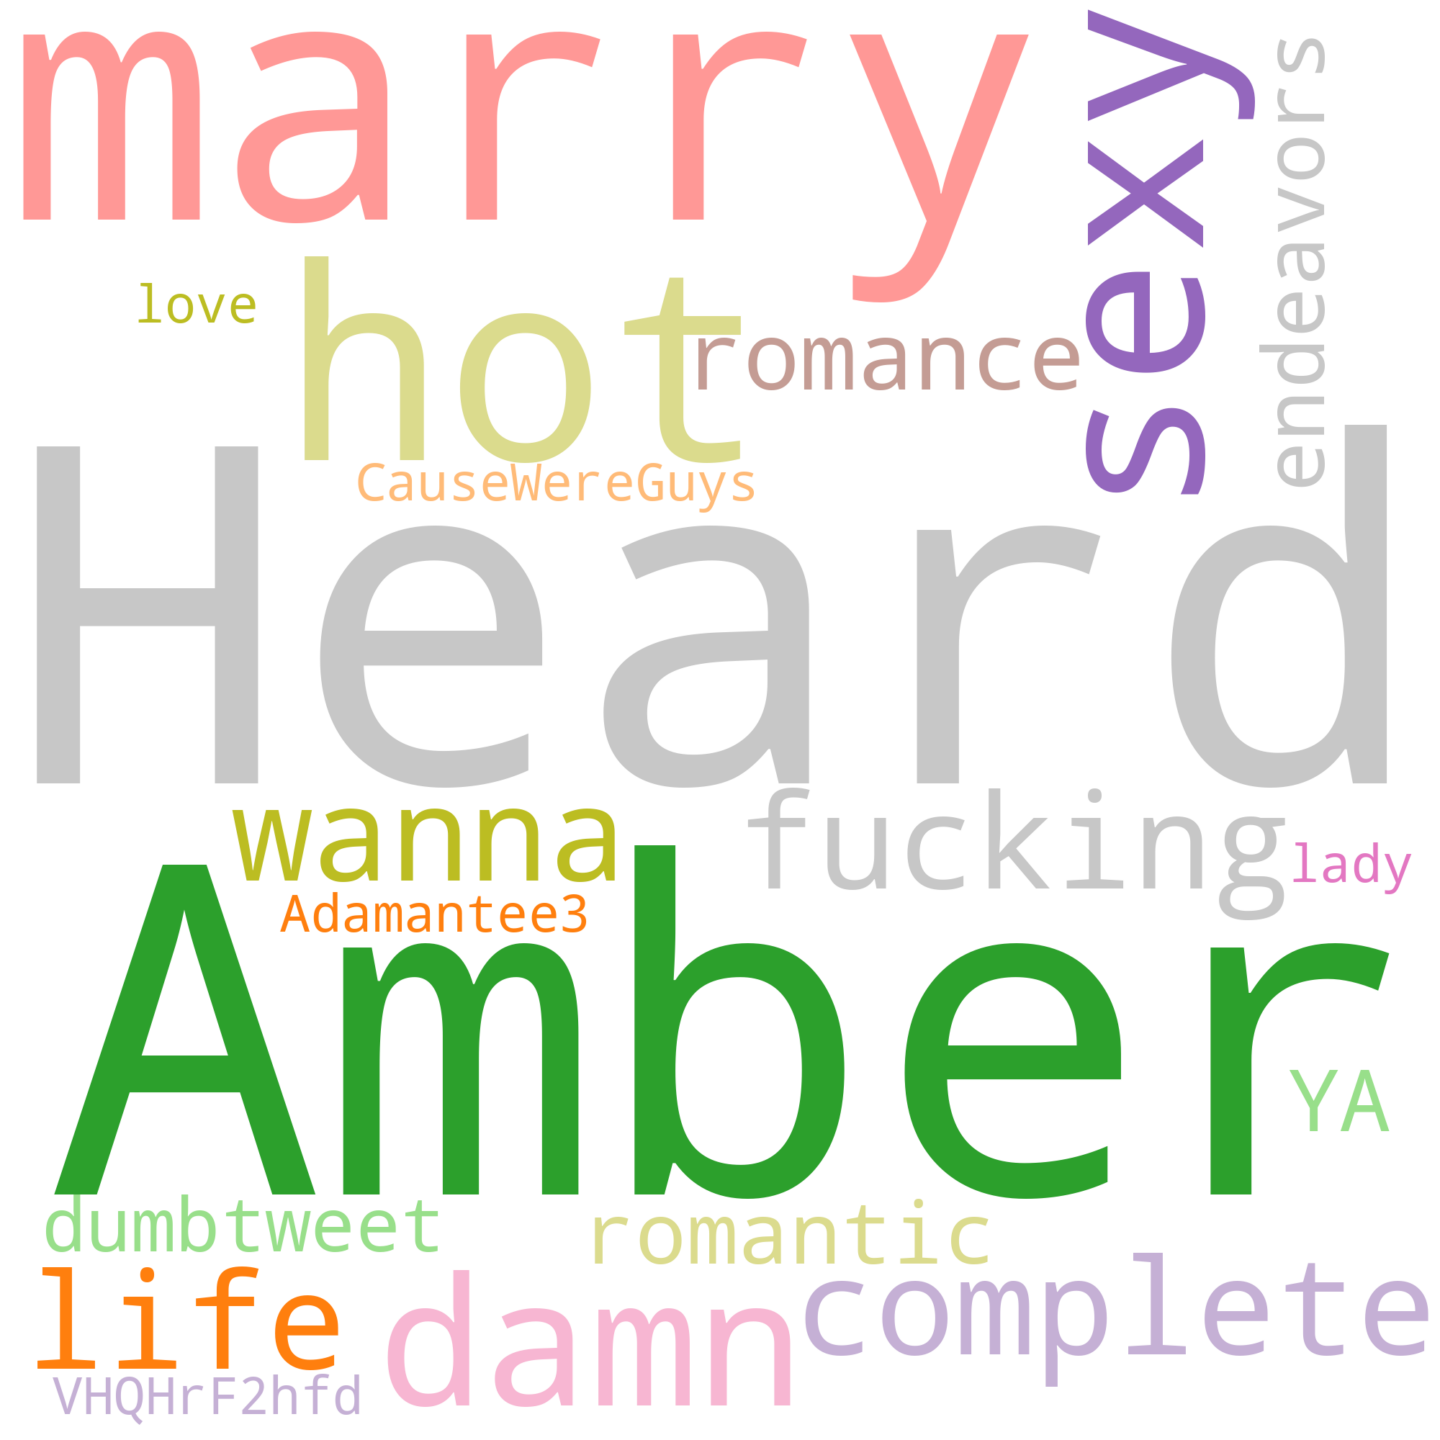 marry
sexy
endeavors
love
hot
romance
CauseWereGuys
Heard
wanna
fucking
lady
Adamantee3
Amber
YA
dumbtweet
romantic
life
damn
complete
VHQHrF2hfd